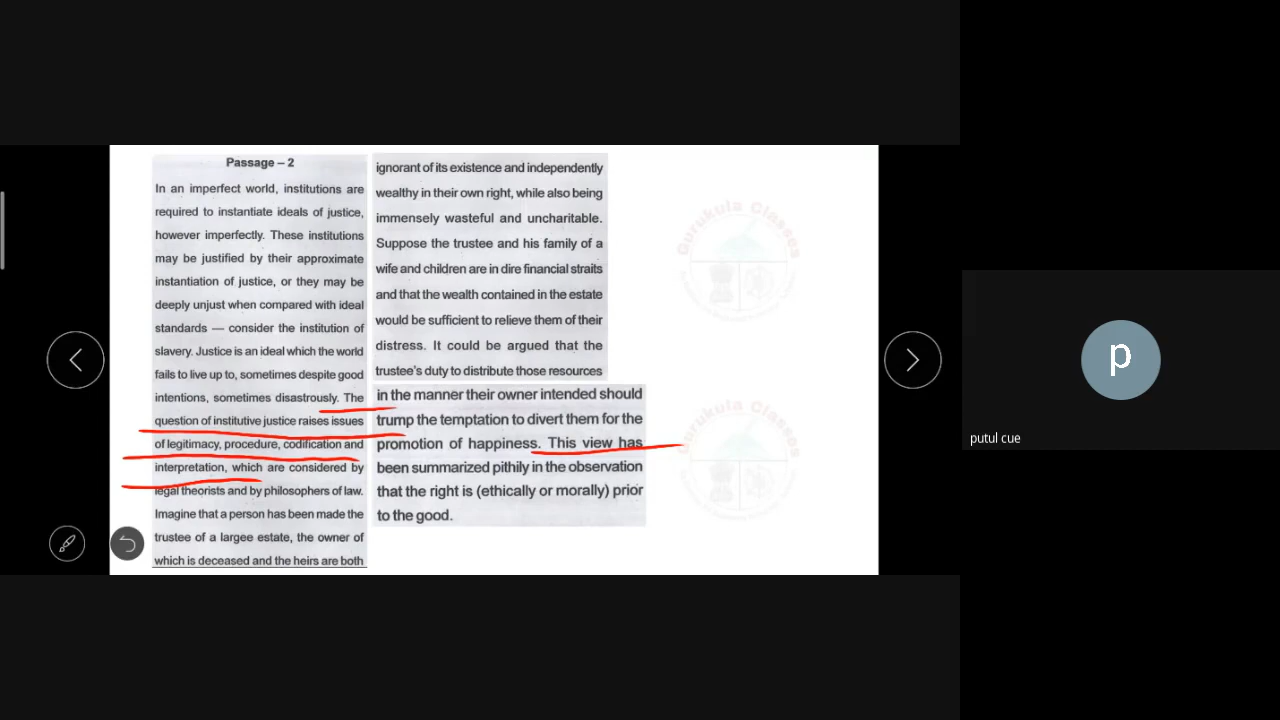 Passage – 2
In an imperfect world, institutions are
required to instantiate ideals of justice,
however imperfectly. These institutions
may be justified by their approximate
instantiation of justice, or they may be
deeply unjust when compared with ideal
standards — consider the institution of
slavery. Justice is an ideal which the world
fails to live up to, sometimes despite good
intentions, sometimes disastrously. The
question of institutive justice raises issues
of legitimacy, procedure, codification and
interpretation, which are considered by
legal theorists and by philosophers of law.
Imagine that a person has been made the
trustee of a largee estate, the owner of
which is deceased and the heirs are both
ignorant of its existence and independently
wealthy in their own right, while also being
immensely wasteful and uncharitable.
Suppose the trustee and his family of a
wife and children are in dire financial straits
and that the wealth contained in the estate
would be sufficient to relieve them of their
distress. It could be argued that the
trustee's duty to distribute those resources
in the manner their owner intended should
trump the temptation to divert them for the
promotion of happiness. This view has
been summarized pithily in the observation
that the right is (ethically or morally) prior
to the good.
Gurukula Classes
Gurukula Classes
p
putul cue